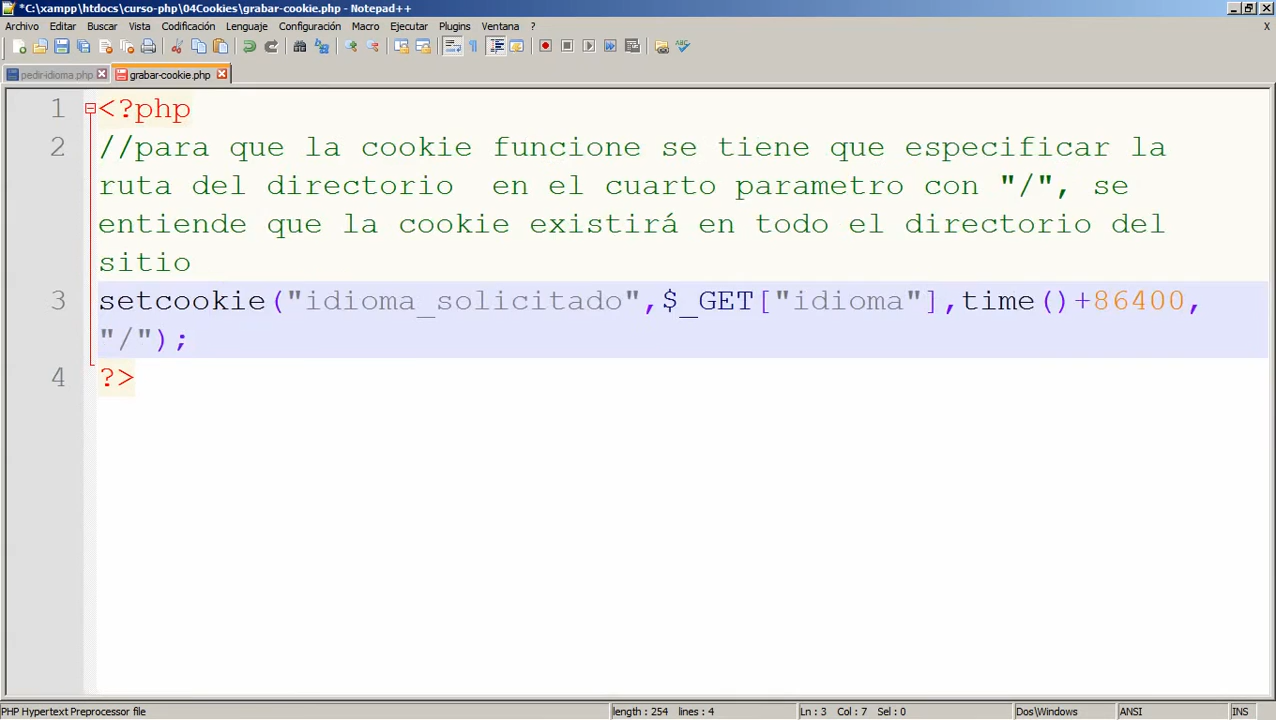 *C:\xampp\htdocs\curso-php\04Cookies\grabar-cookie.php - Notepad++
Archivo Editar Buscar Vista Codificación Lenguaje Configuración Macro Ejecutar Plugins Ventana ? X
pedir-idioma.php grabar-cookie.php
1 <?php
2 //para que la cookie funcione se tiene que especificar la
ruta del directorio  en el cuarto parametro con "/", se
entiende que la cookie existirá en todo el directorio del
sitio
3 setcookie("idioma_solicitado",$_GET["idioma"],time()+86400,
"/");
4 ?>
PHP Hypertext Preprocessor file length : 254 lines : 4 Ln : 3 Col : 7 Sel : 0 Dos\Windows ANSI INS